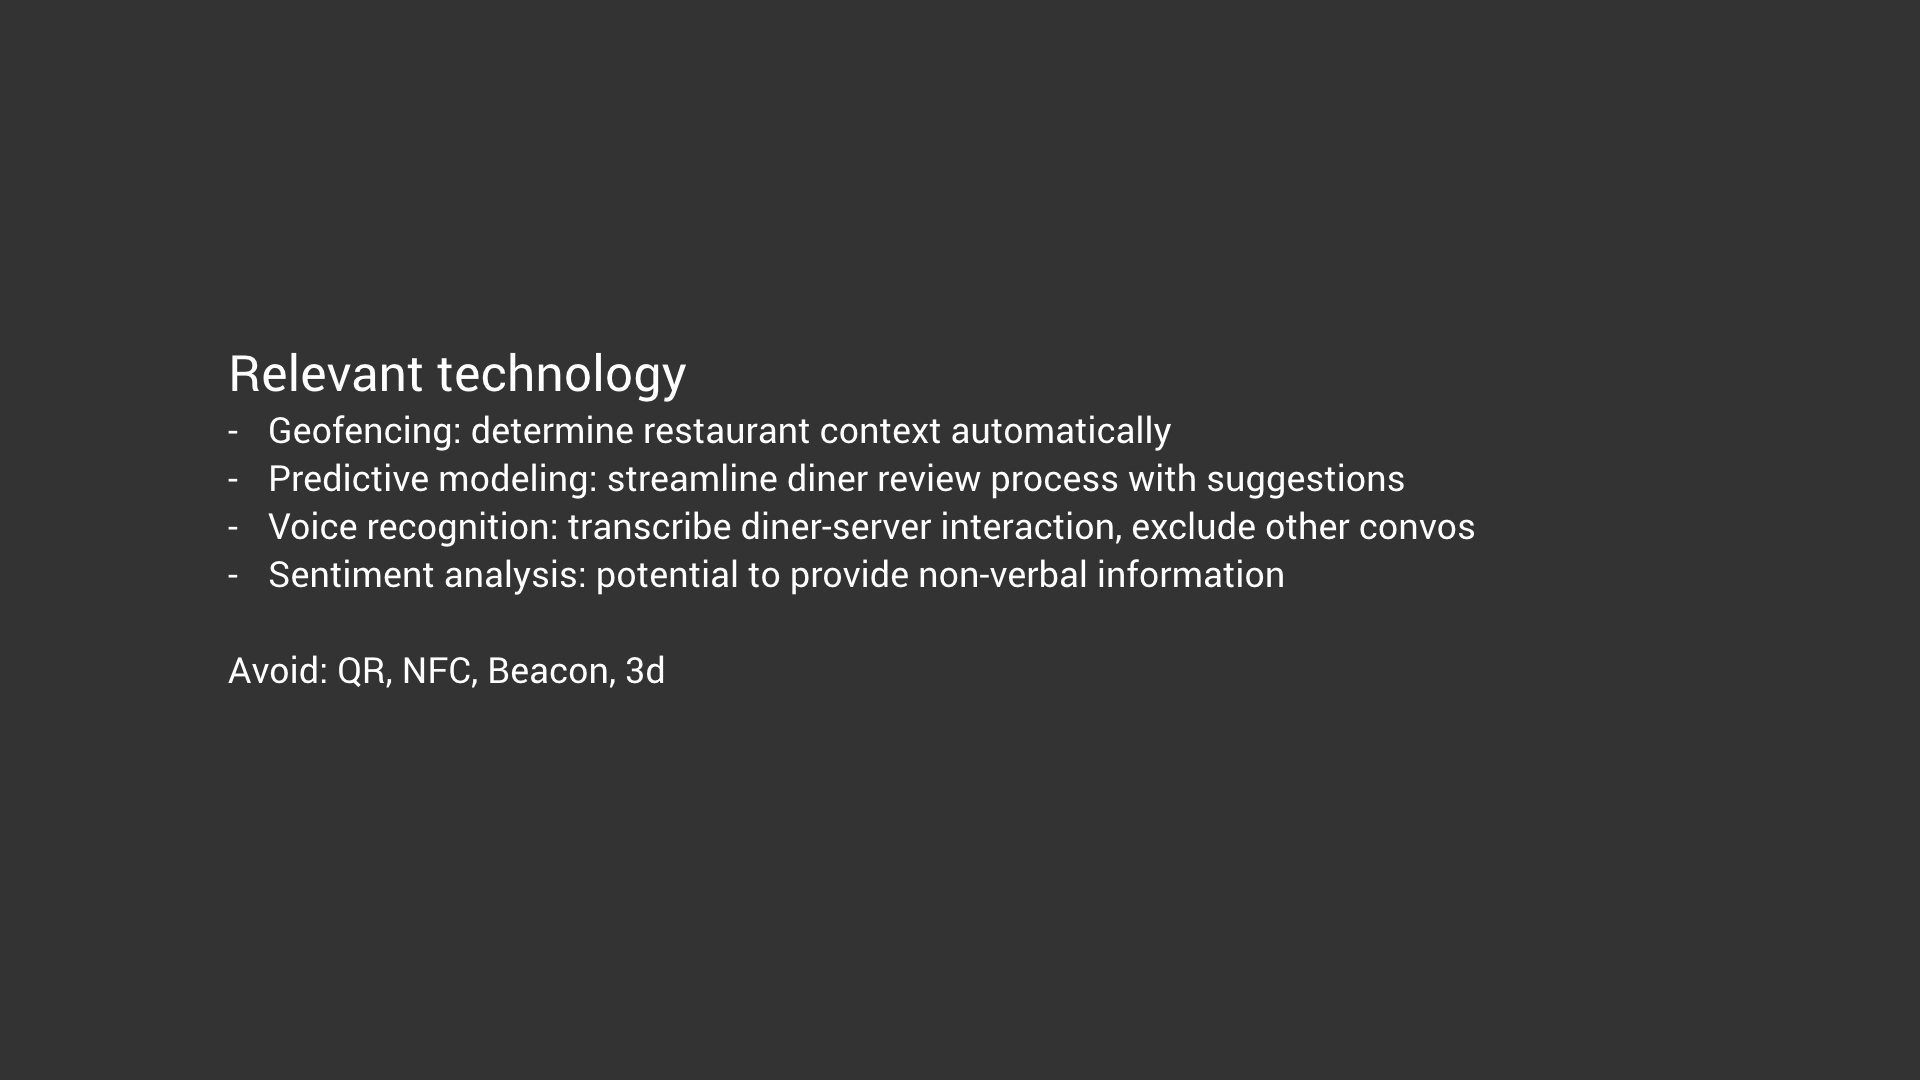 Relevant technology
- Geofencing: determine restaurant context automatically
- Predictive modeling: streamline diner review process with suggestions
- Voice recognition: transcribe diner-server interaction, exclude other convos
- Sentiment analysis: potential to provide non-verbal information
Avoid: QR, NFC, Beacon, 3d